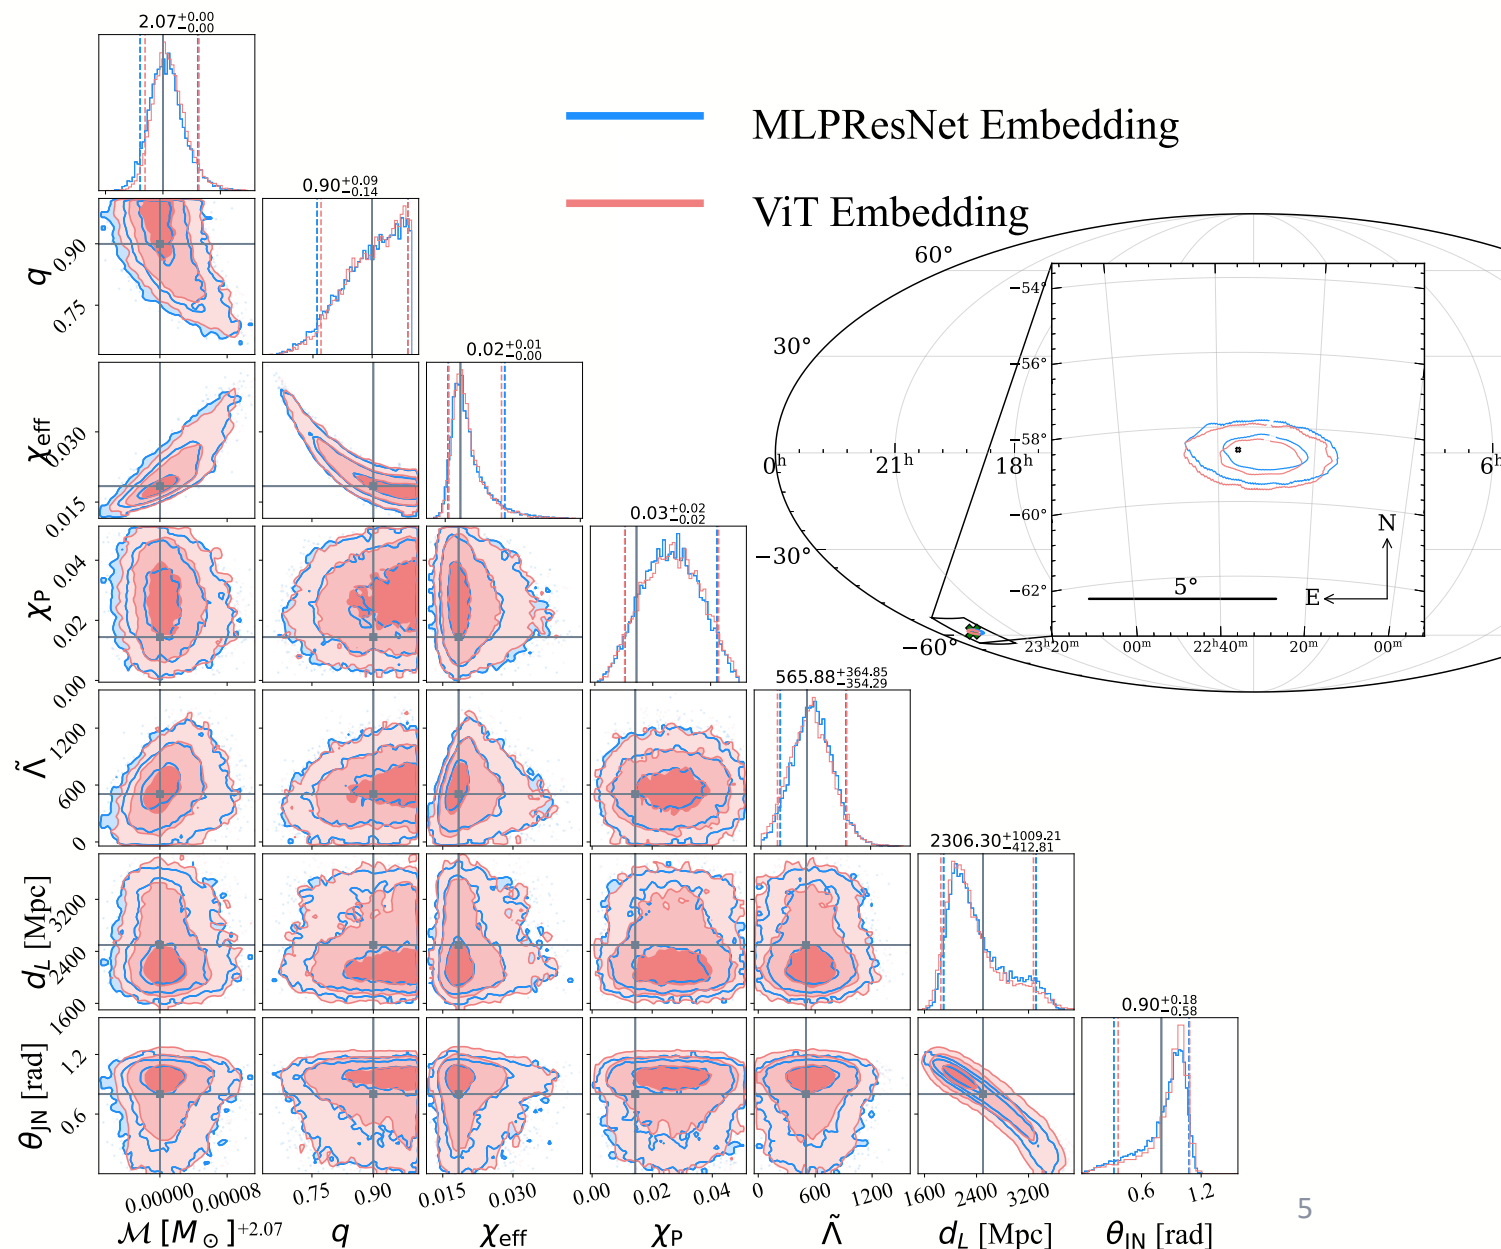 2.07+0.00−0.00
MLPResNet Embedding
0.90+0.09−0.14
ViT Embedding
q
0.90
0.75
60°
−54°
−56°
30°
0.02+0.01−0.00
χeff
0.030
0.015
−58°
0h
21h
18h
6h
−60°
N
−62°
5°
E
−30°
−60°
23h20m
00m
22h40m
20m
00m
0.03+0.02−0.02
χP
0.04
0.02
0.00
565.88+364.85−354.29
Λ̃
1200
600
0
2306.30+1009.21−412.81
dL [Mpc]
3200
2400
1600
0.90+0.18−0.58
θJN [rad]
1.2
0.6
0.00000
0.00008
0.75
0.90
0.015
0.030
0.00
0.02
0.04
0
600
1200
1600
2400
3200
0.6
1.2
ℳ [M⊙]+2.07
q
χeff
χP
Λ̃
dL [Mpc]
θJN [rad]
5